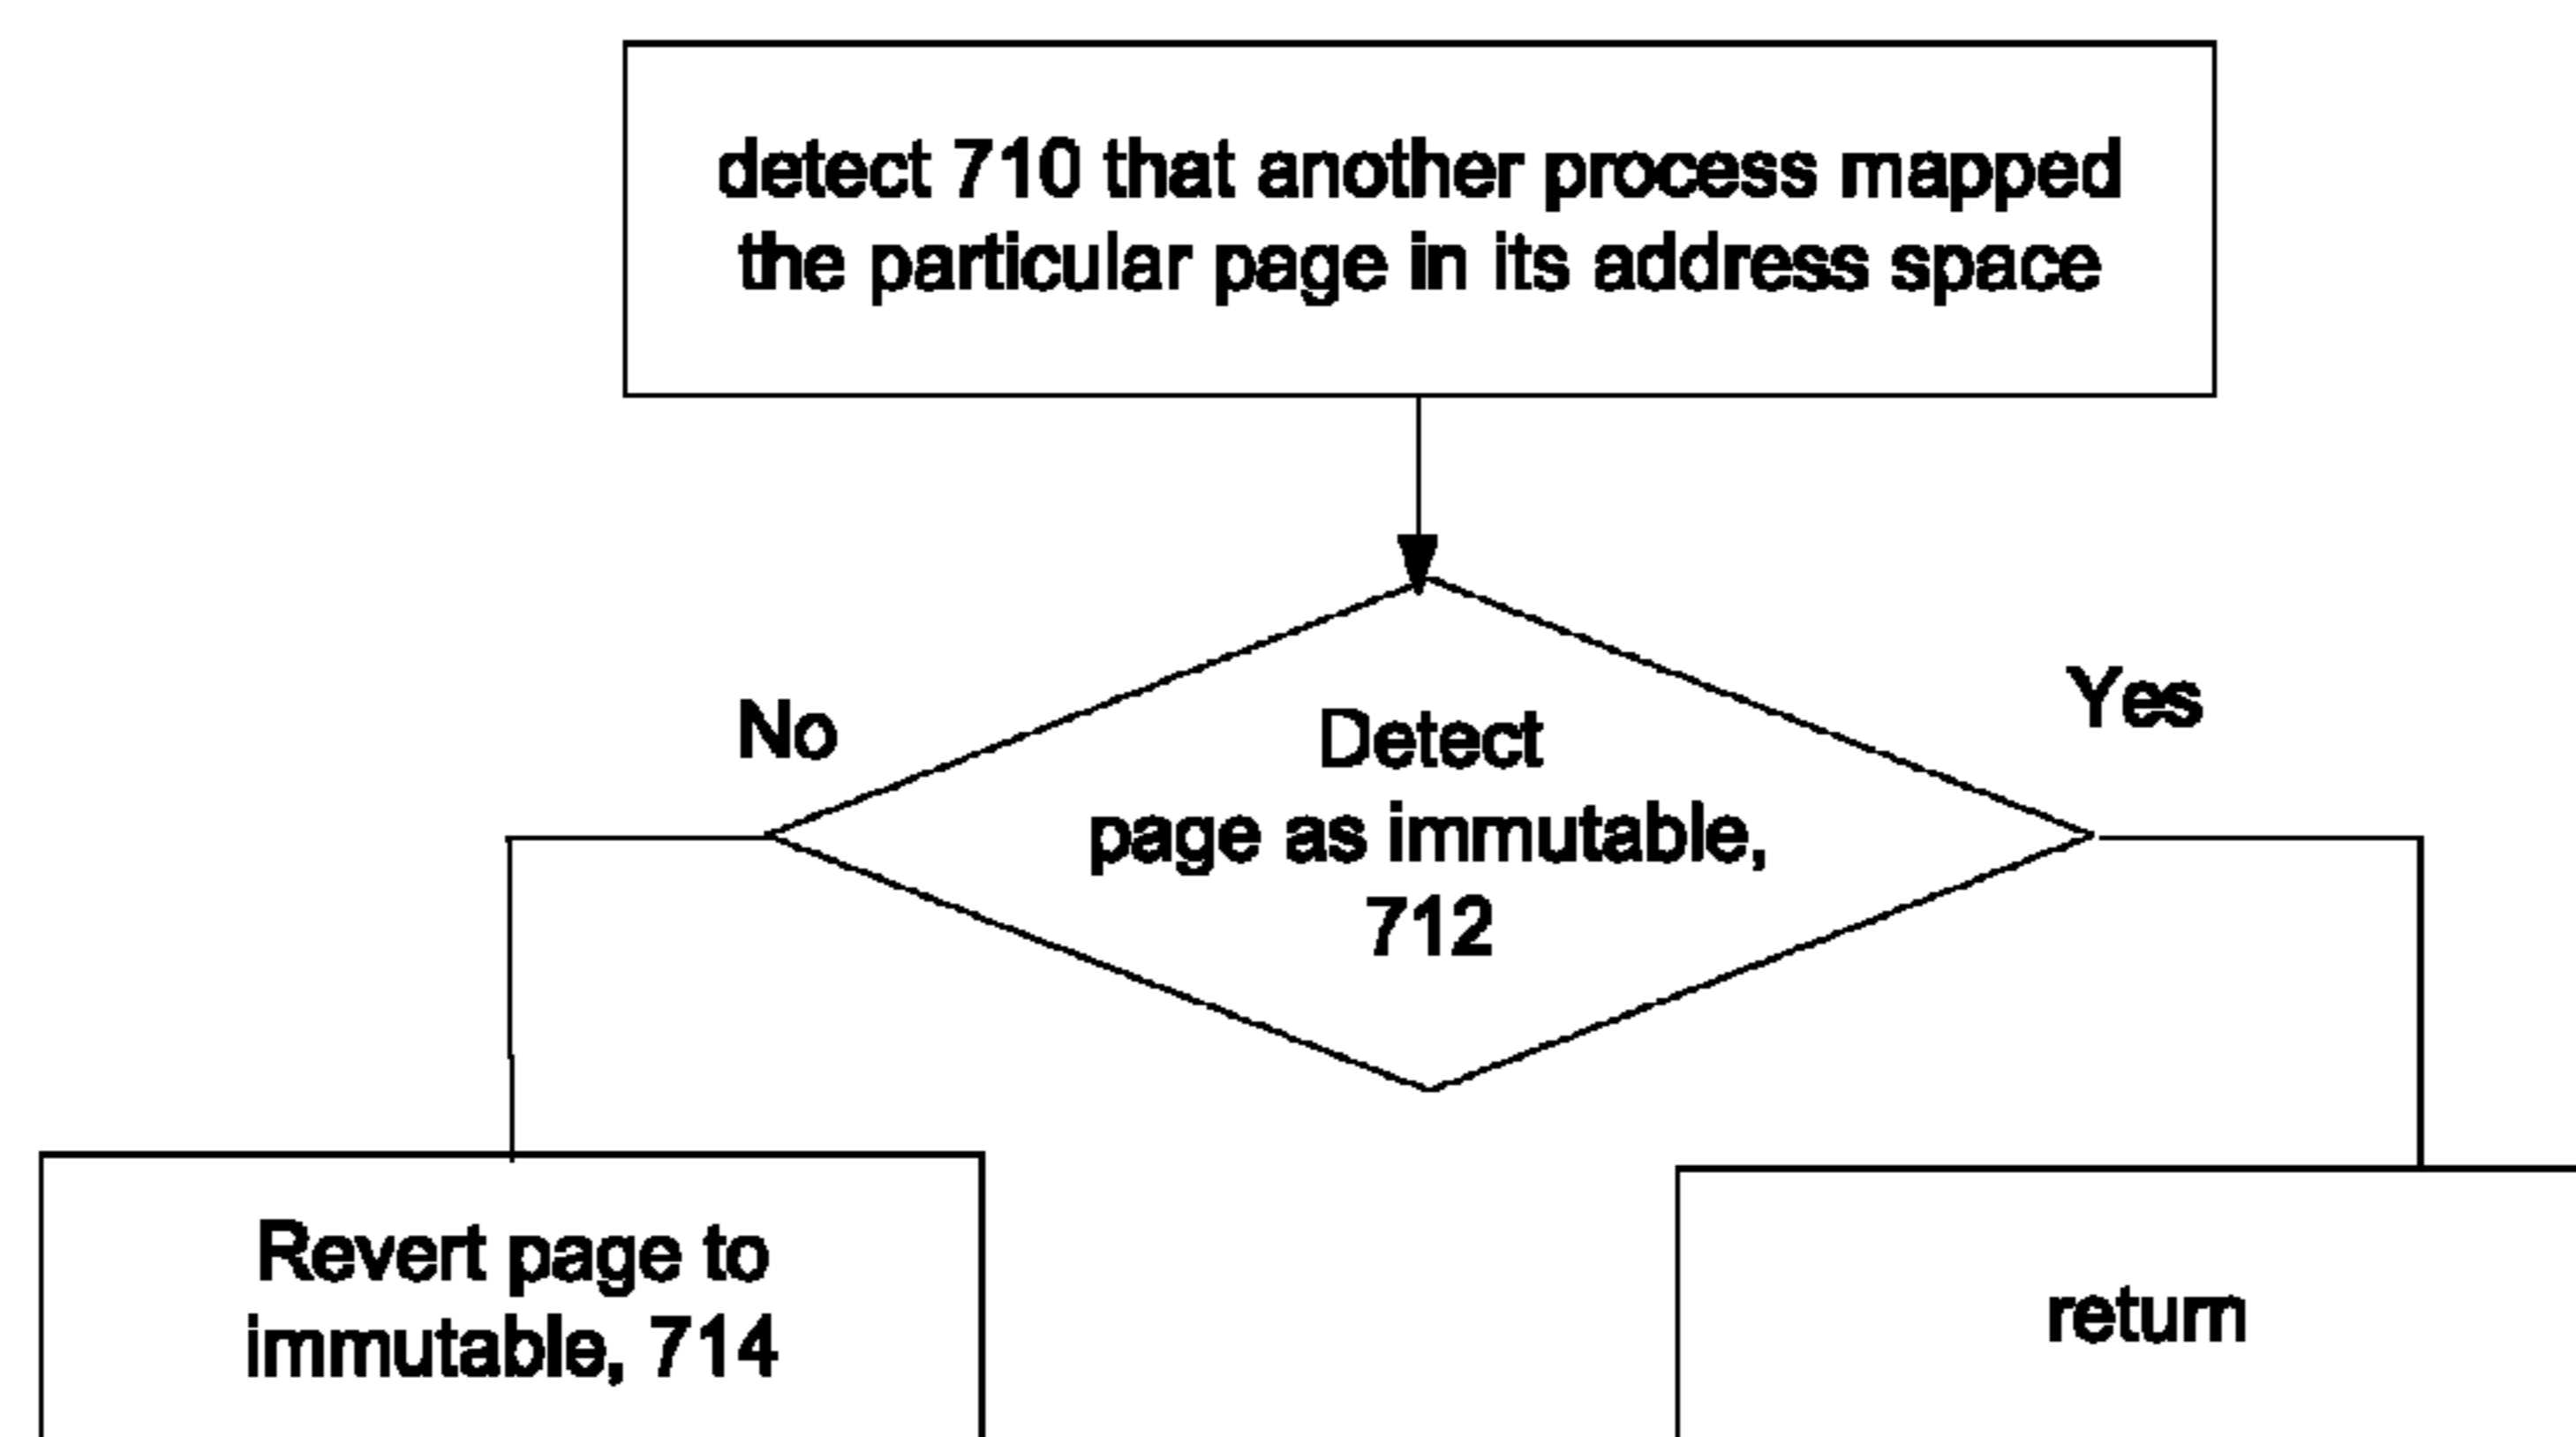 detect 710 that another process mapped
the particular page in its address space
No
Yes
Detect
page as immutable,
712
Revert page to
immutable, 714
return